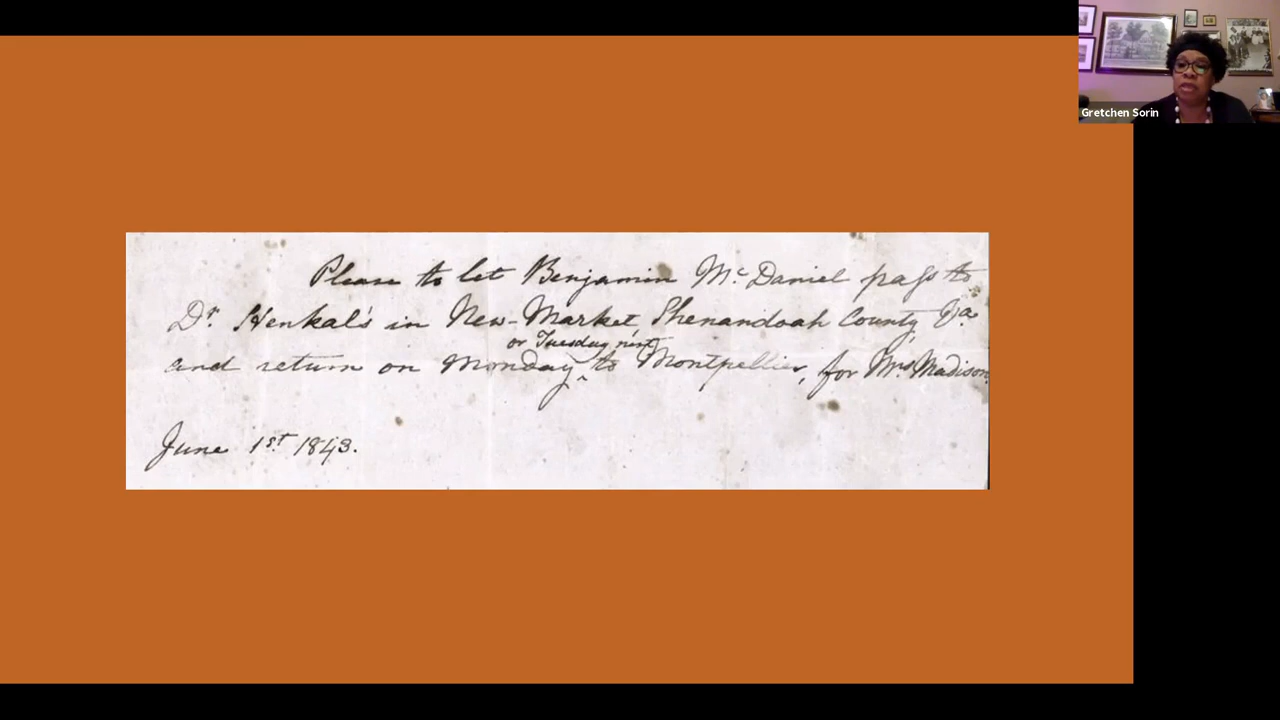 Gretchen Sorin
Please to let Benjamin McDaniel pass to
Dr. Henkal's in New-Market, Shenandoah County, Va.
or Tuesday next
and return on Monday ^ to Montpellier, for Mrs Madison.
June 1st 1843.